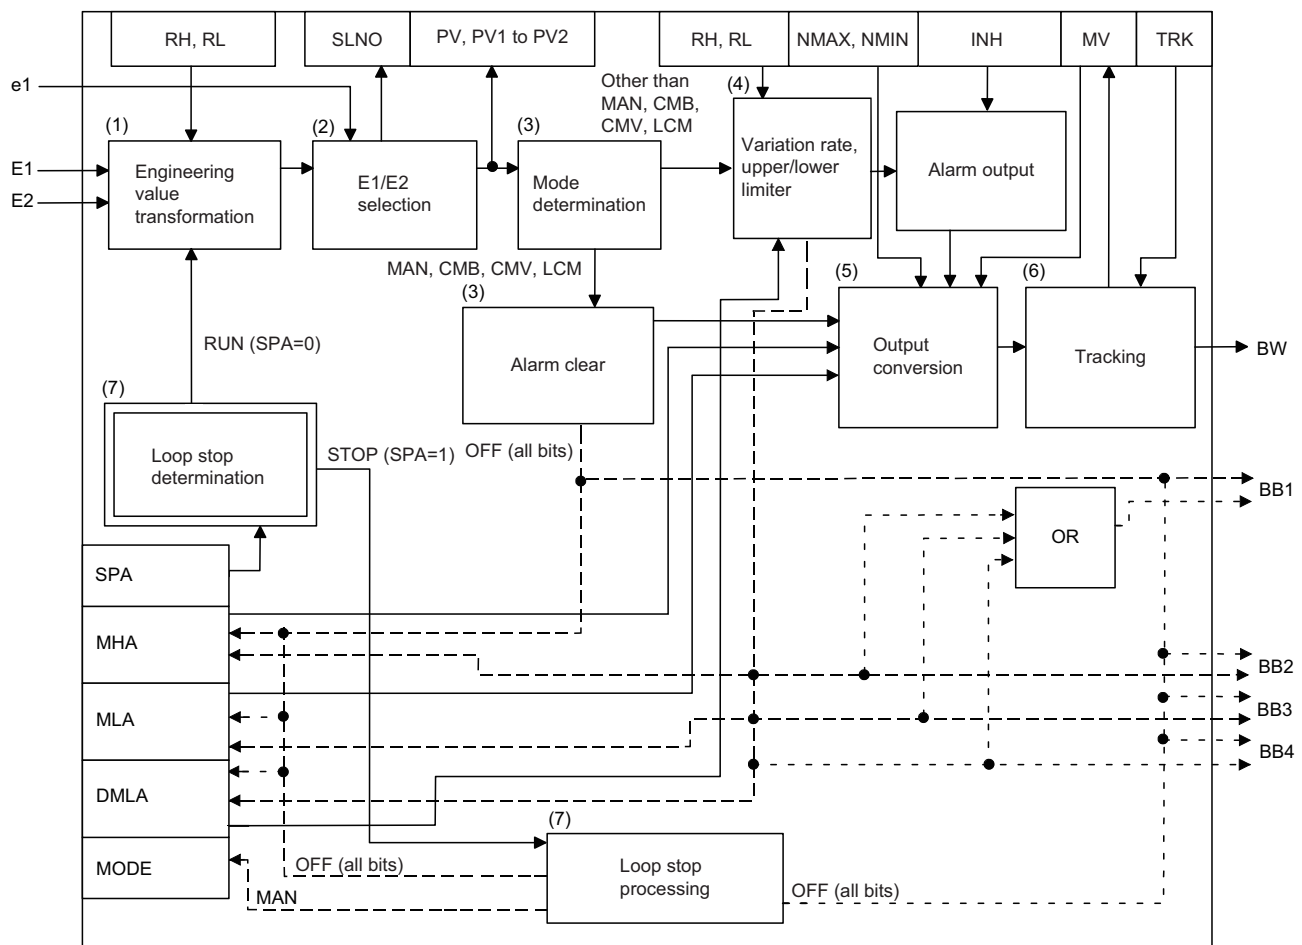 RH, RL
SLNO
PV, PV1 to PV2
RH, RL
NMAX, NMIN
INH
MV
TRK
e1
Other than
MAN, CMB,
CMV, LCM
(4)
(1)
(2)
(3)
E1
E2
Engineering
value
transformation
E1/E2
selection
Mode
determination
Variation rate,
upper/lower
limiter
Alarm output
MAN, CMB, CMV, LCM
(3)
(5)
(6)
RUN (SPA=0)
Alarm clear
Output
conversion
Tracking
BW
(7)
Loop stop
determination
STOP (SPA=1)
OFF (all bits)
BB1
OR
SPA
MHA
BB2
MLA
BB3
BB4
DMLA
(7)
MODE
OFF (all bits)
MAN
Loop stop
processing
OFF (all bits)